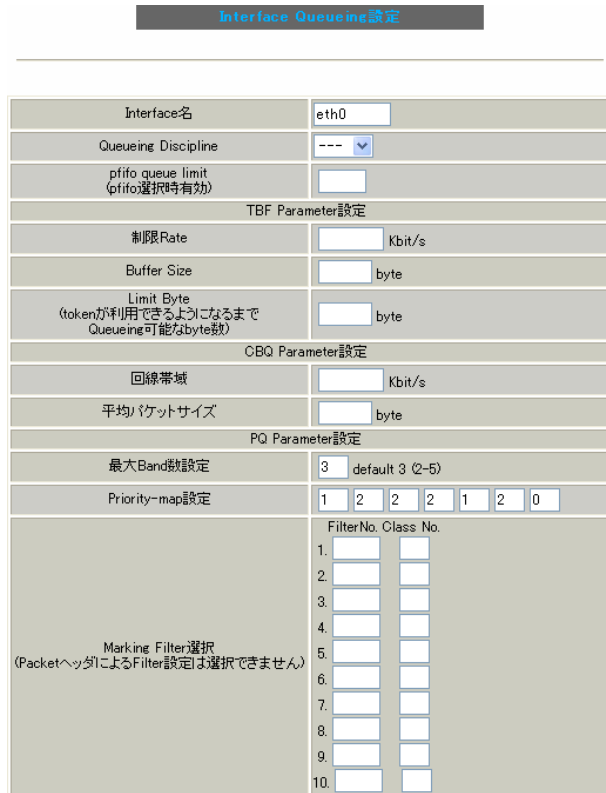 Interface Queueing設定
Interface名 eth0
Queueing Discipline ---
pfifo queue limit
(pfifo選択時有効)
TBF Parameter設定
制限Rate Kbit/s
Buffer Size byte
Limit Byte
(tokenが利用できるようになるまで
Queueing可能なbyte数)
byte
CBQ Parameter設定
回線帯域 Kbit/s
平均パケットサイズ byte
PQ Parameter設定
最大Band数設定 3 default 3 (2-5)
Priority-map設定 1 2 2 2 1 2 0
Marking Filter選択
(PacketヘッダによるFilter設定は選択できません)
FilterNo. Class No.
1.
2.
3.
4.
5.
6.
7.
8.
9.
10.